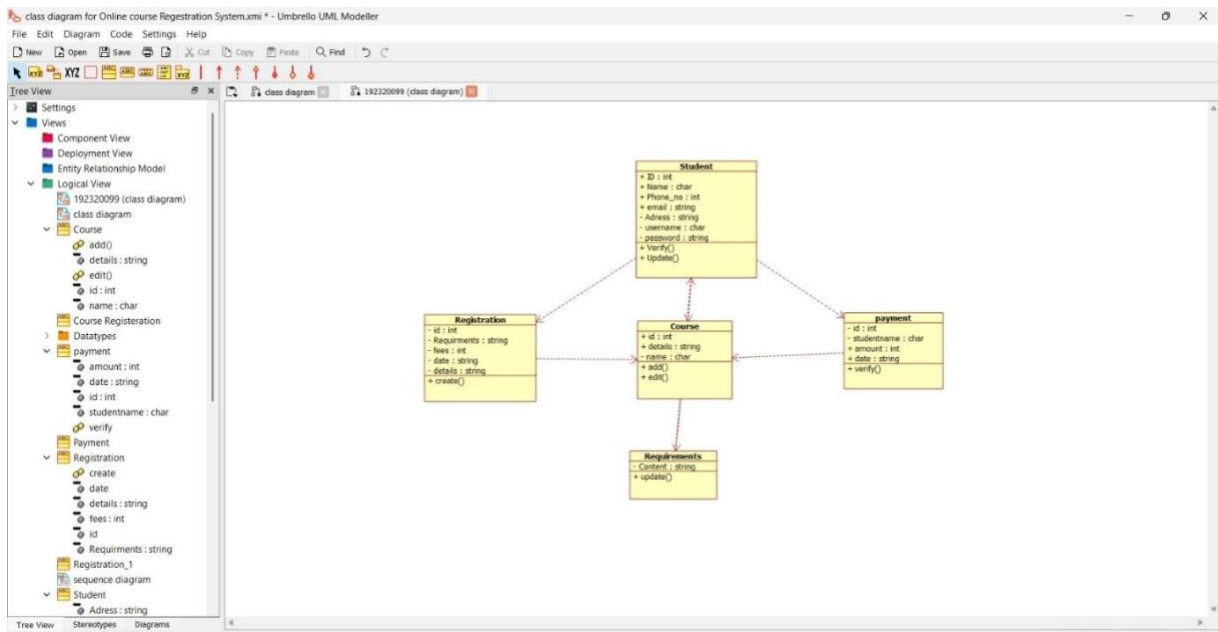 class diagram for Online course Regestration System.xmi * - Umbrello UML Modeller
File Edit Diagram Code Settings Help
New Open Save Cut Copy Paste Find
XYZ XYZ XYZ ABC ABC
Tree View
class diagram 192320099 (class diagram)
Settings
Views
Component View
Deployment View
Entity Relationship Model
Logical View
192320099 (class diagram)
class diagram
Course
add()
details : string
edit()
id : int
name : char
Course Registeration
Datatypes
payment
amount : int
date : string
id : int
studentname : char
verify
Payment
Registration
create
date
details : string
fees : int
id
Requirments : string
Registration_1
sequence diagram
Student
Adress : string
Tree View Stereotypes Diagrams
Student
+ ID : int
+ Name : char
+ Phone_no : int
+ email : string
- Adress : string
- username : char
- password : string
+ Verify()
+ Update()
Registration
- id : int
- Requirments : string
- fees : int
- date : string
- details : string
+ create()
Course
+ id : int
+ details : string
- name : char
+ add()
+ edit()
payment
- id : int
- studentname : char
+ amount : int
+ date : string
+ verify()
Requirements
- Content : string
+ update()